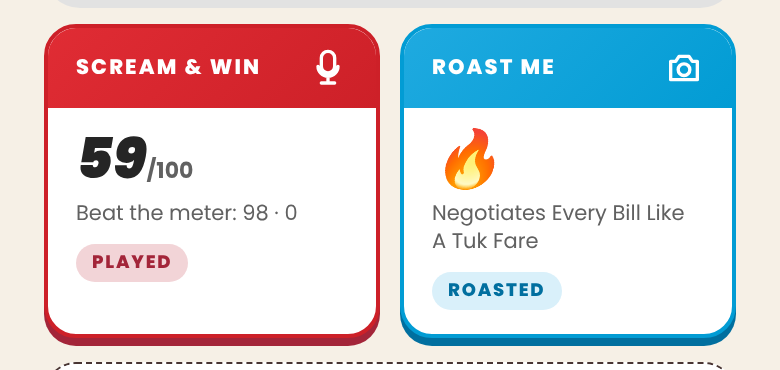 SCREAM & WIN
59/100
Beat the meter: 98 · 0
PLAYED
ROAST ME
Negotiates Every Bill Like
A Tuk Fare
ROASTED